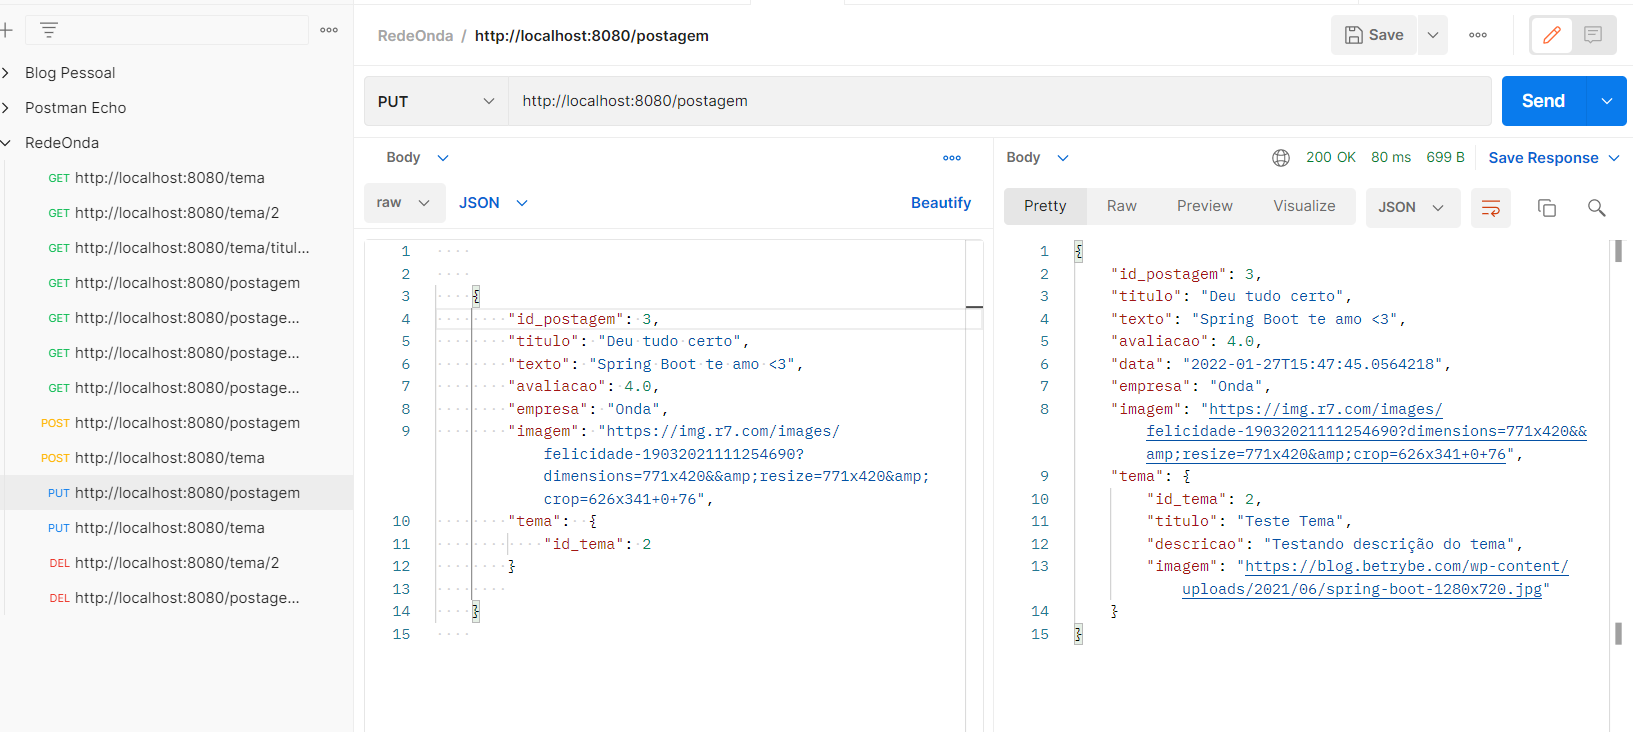 RedeOnda / http://localhost:8080/postagem
Save
Blog Pessoal
Postman Echo
RedeOnda
GET http://localhost:8080/tema
GET http://localhost:8080/tema/2
GET http://localhost:8080/tema/titul...
GET http://localhost:8080/postagem
GET http://localhost:8080/postage...
GET http://localhost:8080/postage...
GET http://localhost:8080/postage...
POST http://localhost:8080/postagem
POST http://localhost:8080/tema
PUT http://localhost:8080/postagem
PUT http://localhost:8080/tema
DEL http://localhost:8080/tema/2
DEL http://localhost:8080/postage...
PUT http://localhost:8080/postagem Send
Body
raw JSON Beautify
1
2
3 {
4 "id_postagem": 3,
5 "titulo": "Deu tudo certo",
6 "texto": "Spring Boot te amo <3",
7 "avaliacao": 4.0,
8 "empresa": "Onda",
9 "imagem": "https://img.r7.com/images/
felicidade-19032021111254690?
dimensions=771x420&&amp;resize=771x420&amp;
crop=626x341+0+76",
10 "tema": {
11 "id_tema": 2
12 }
13
14 }
15
Body 200 OK 80 ms 699 B Save Response
Pretty Raw Preview Visualize JSON
1 {
2 "id_postagem": 3,
3 "titulo": "Deu tudo certo",
4 "texto": "Spring Boot te amo <3",
5 "avaliacao": 4.0,
6 "data": "2022-01-27T15:47:45.0564218",
7 "empresa": "Onda",
8 "imagem": "https://img.r7.com/images/
felicidade-19032021111254690?dimensions=771x420&&
amp;resize=771x420&amp;crop=626x341+0+76",
9 "tema": {
10 "id_tema": 2,
11 "titulo": "Teste Tema",
12 "descricao": "Testando descrição do tema",
13 "imagem": "https://blog.betrybe.com/wp-content/
uploads/2021/06/spring-boot-1280x720.jpg"
14 }
15 }